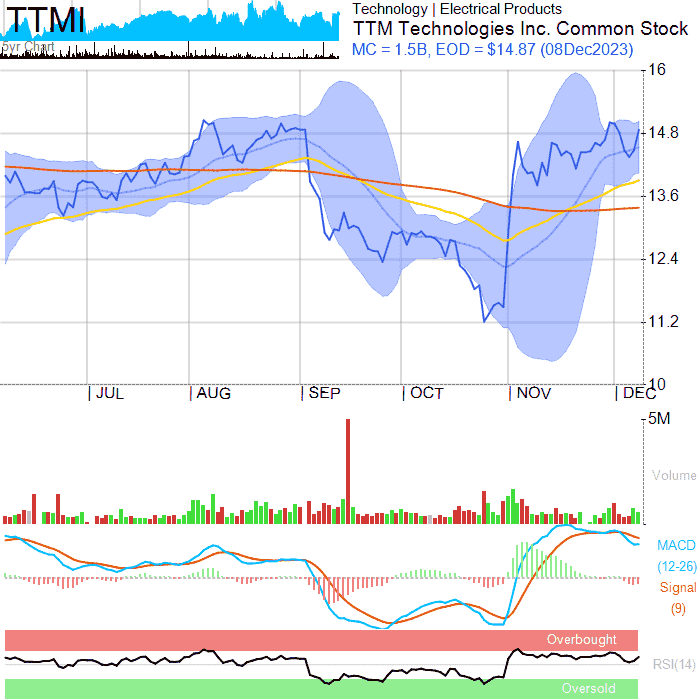 TTMI
5yr Chart
Technology | Electrical Products
TTM Technologies Inc. Common Stock
MC = 1.5B, EOD = $14.87 (08Dec2023)
16
14.8
13.6
12.4
11.2
10
JUL AUG SEP OCT NOV DEC
5M
Volume
MACD
(12-26)
Signal
(9)
Overbought
RSI(14)
Oversold